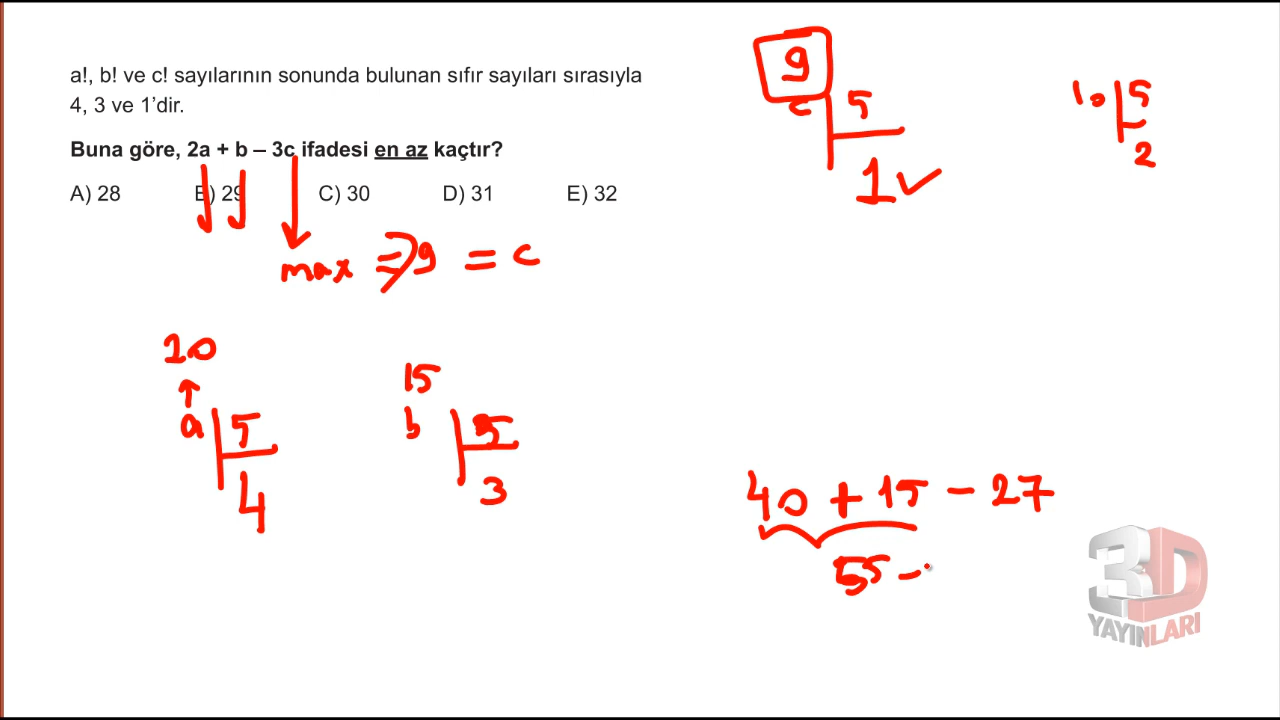 a!, b! ve c! sayılarının sonunda bulunan sıfır sayıları sırasıyla
4, 3 ve 1’dir.
Buna göre, 2a + b – 3c ifadesi en az kaçtır?
A) 28 B) 29 C) 30 D) 31 E) 32
max ⇒ 9 = c
9
c 5
1 ✓
10 5
2
20
a 5
4
15
b 5
3
40 + 15 – 27
55 –
3D
YAYINLARI